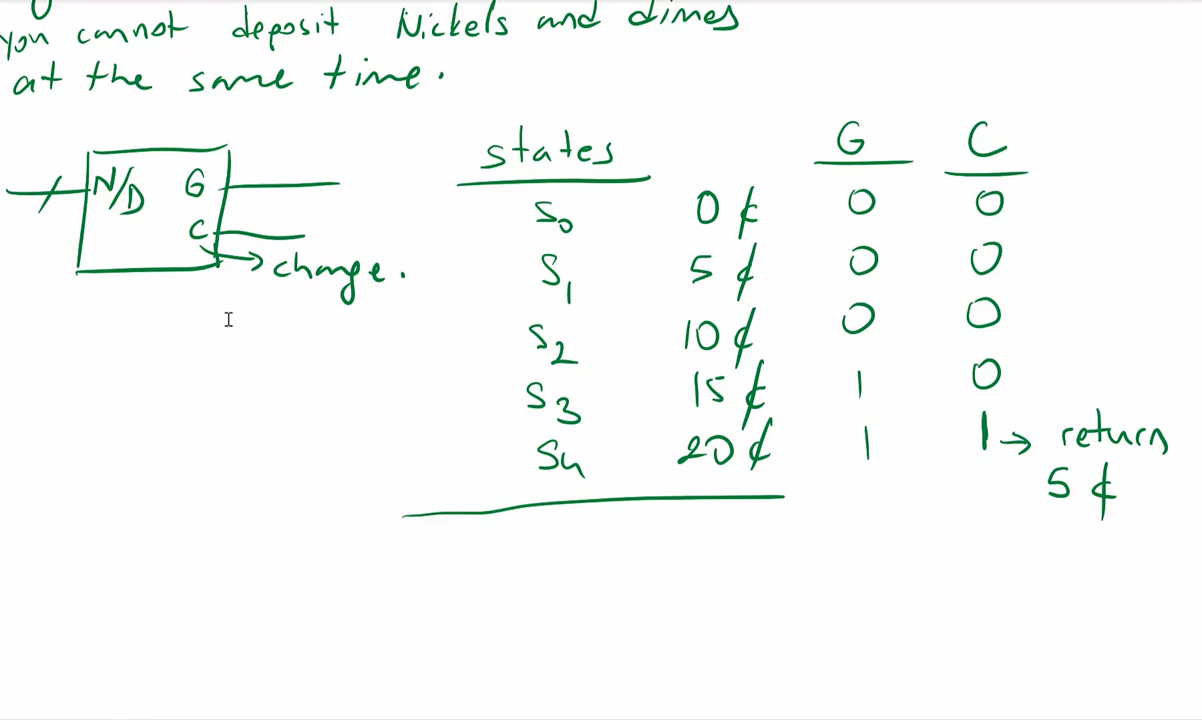 you cannot deposit Nickels and dimes
at the same time.
states G C
N/D G
C
change.
S0 0 ¢ 0 0
S1 5 ¢ 0 0
S2 10 ¢ 0 0
S3 15 ¢ 1 0
S4 20 ¢ 1 1 → return
5 ¢